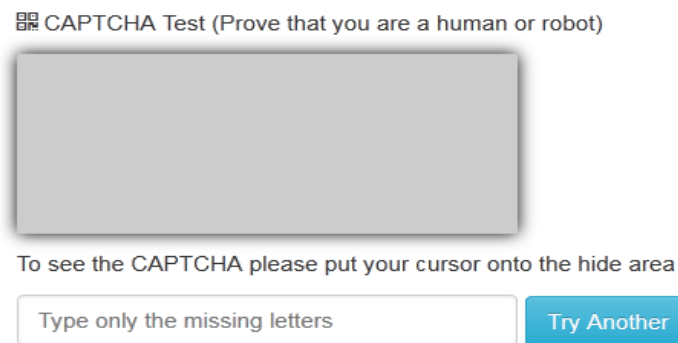 CAPTCHA Test (Prove that you are a human or robot)
To see the CAPTCHA please put your cursor onto the hide area
Type only the missing letters
Try Another